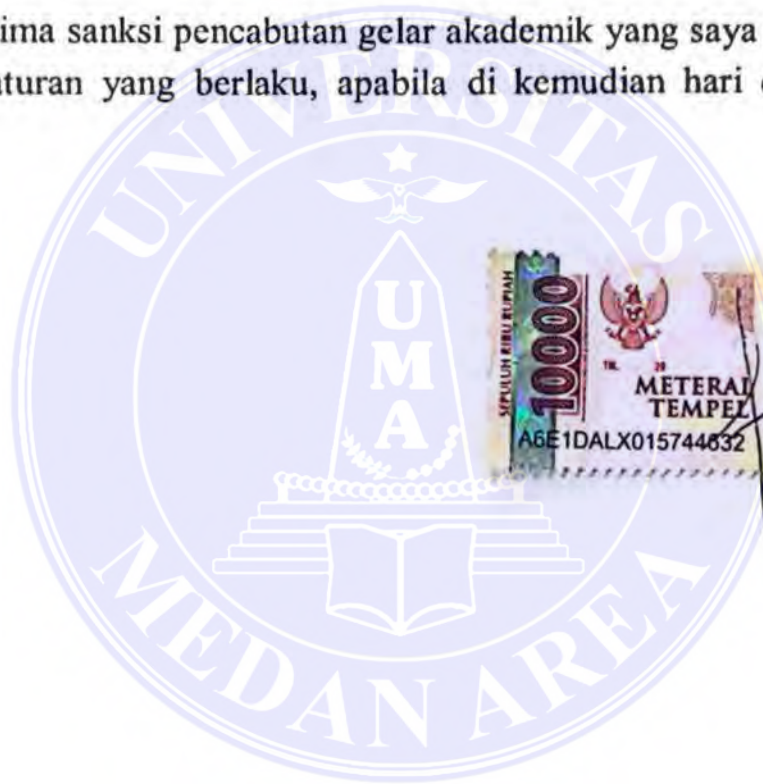 ima sanksi pencabutan gelar akademik yang saya
aturan yang berlaku, apabila di kemudian hari
UNIVERSITAS
UMA
SEPULUH RIBU RUPIAH
10000
METERAI
TEMPEL
A6E1DALX015744632
MEDAN AREA